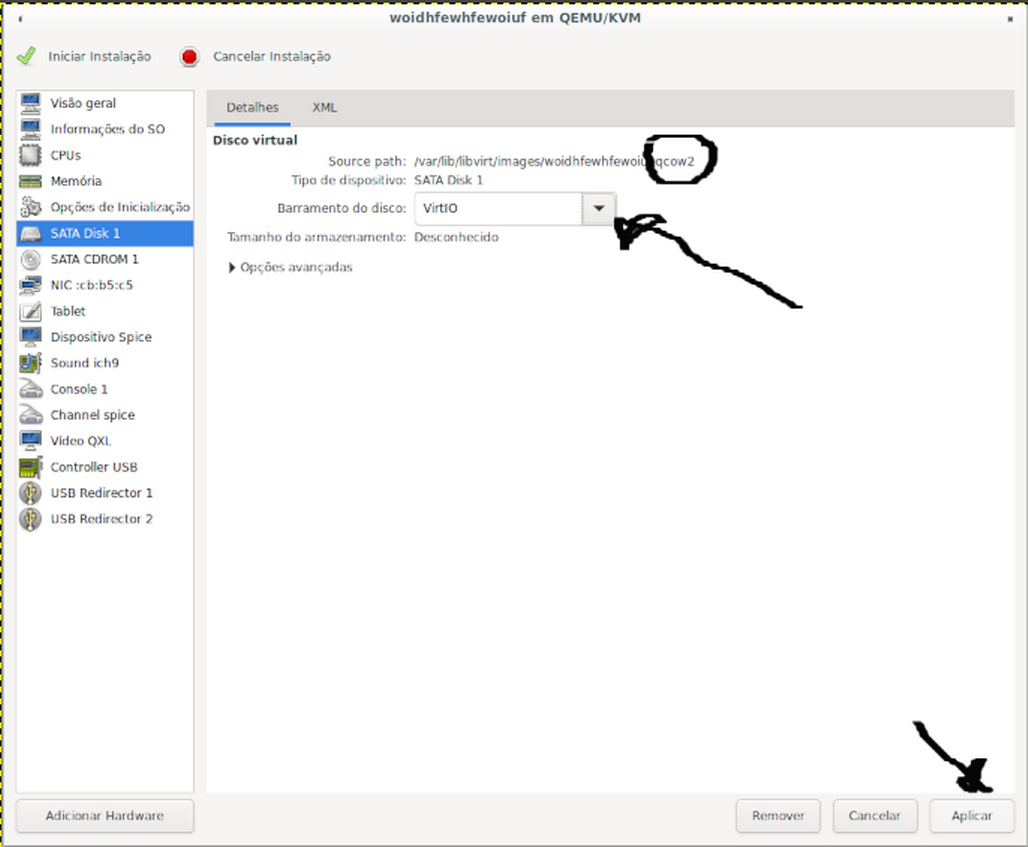 woidhfewhfewoiuf em QEMU/KVM
Iniciar Instalação Cancelar Instalação
Visão geral
Informações do SO
CPUs
Memória
Opções de Inicialização
SATA Disk 1
SATA CDROM 1
NIC :cb:b5:c5
Tablet
Dispositivo Spice
Sound ich9
Console 1
Channel spice
Vídeo QXL
Controller USB
USB Redirector 1
USB Redirector 2
Adicionar Hardware
Detalhes XML
Disco virtual
Source path: /var/lib/libvirt/images/woidhfewhfewoiu qcow2
Tipo de dispositivo: SATA Disk 1
Barramento do disco: VirtIO
Tamanho do armazenamento: Desconhecido
Opções avançadas
Remover Cancelar Aplicar